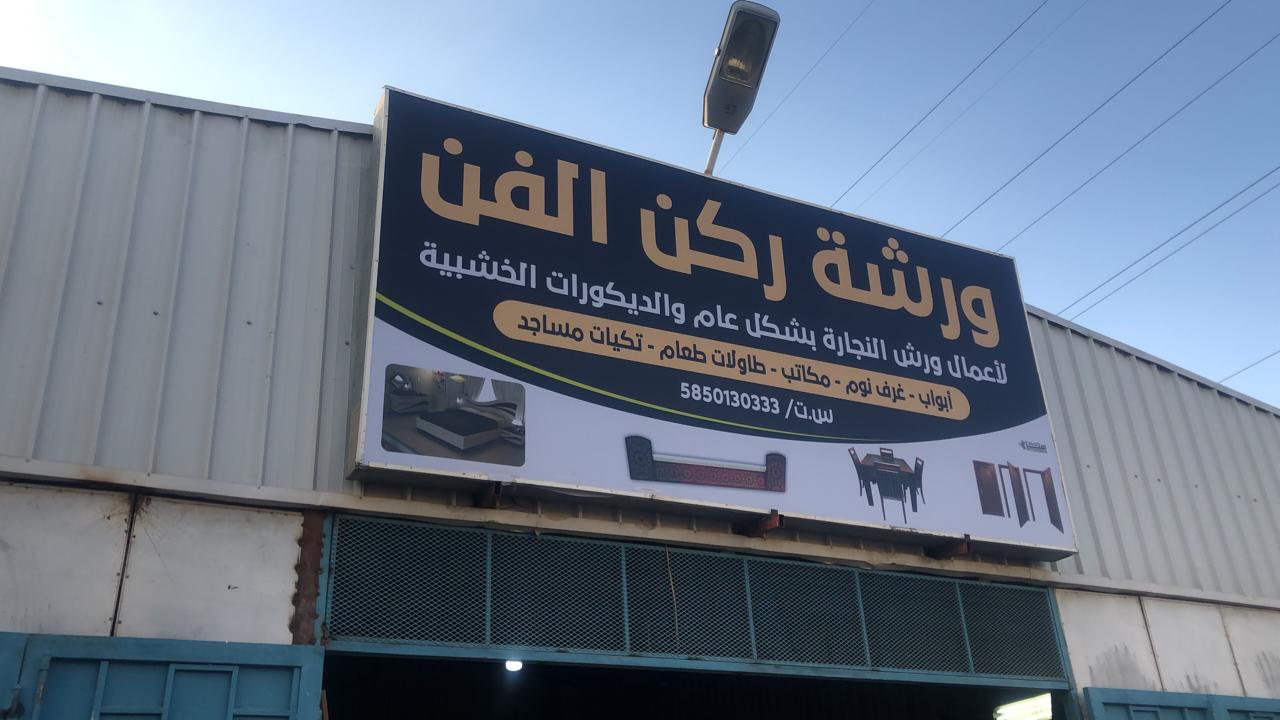 ورشة ركن الفن
لأعمال ورش النجارة بشكل عام والديكورات الخشبية
أبواب - غرف نوم - مكاتب - طاولات طعام - تكيات مساجد
س.ت/ 5850130333